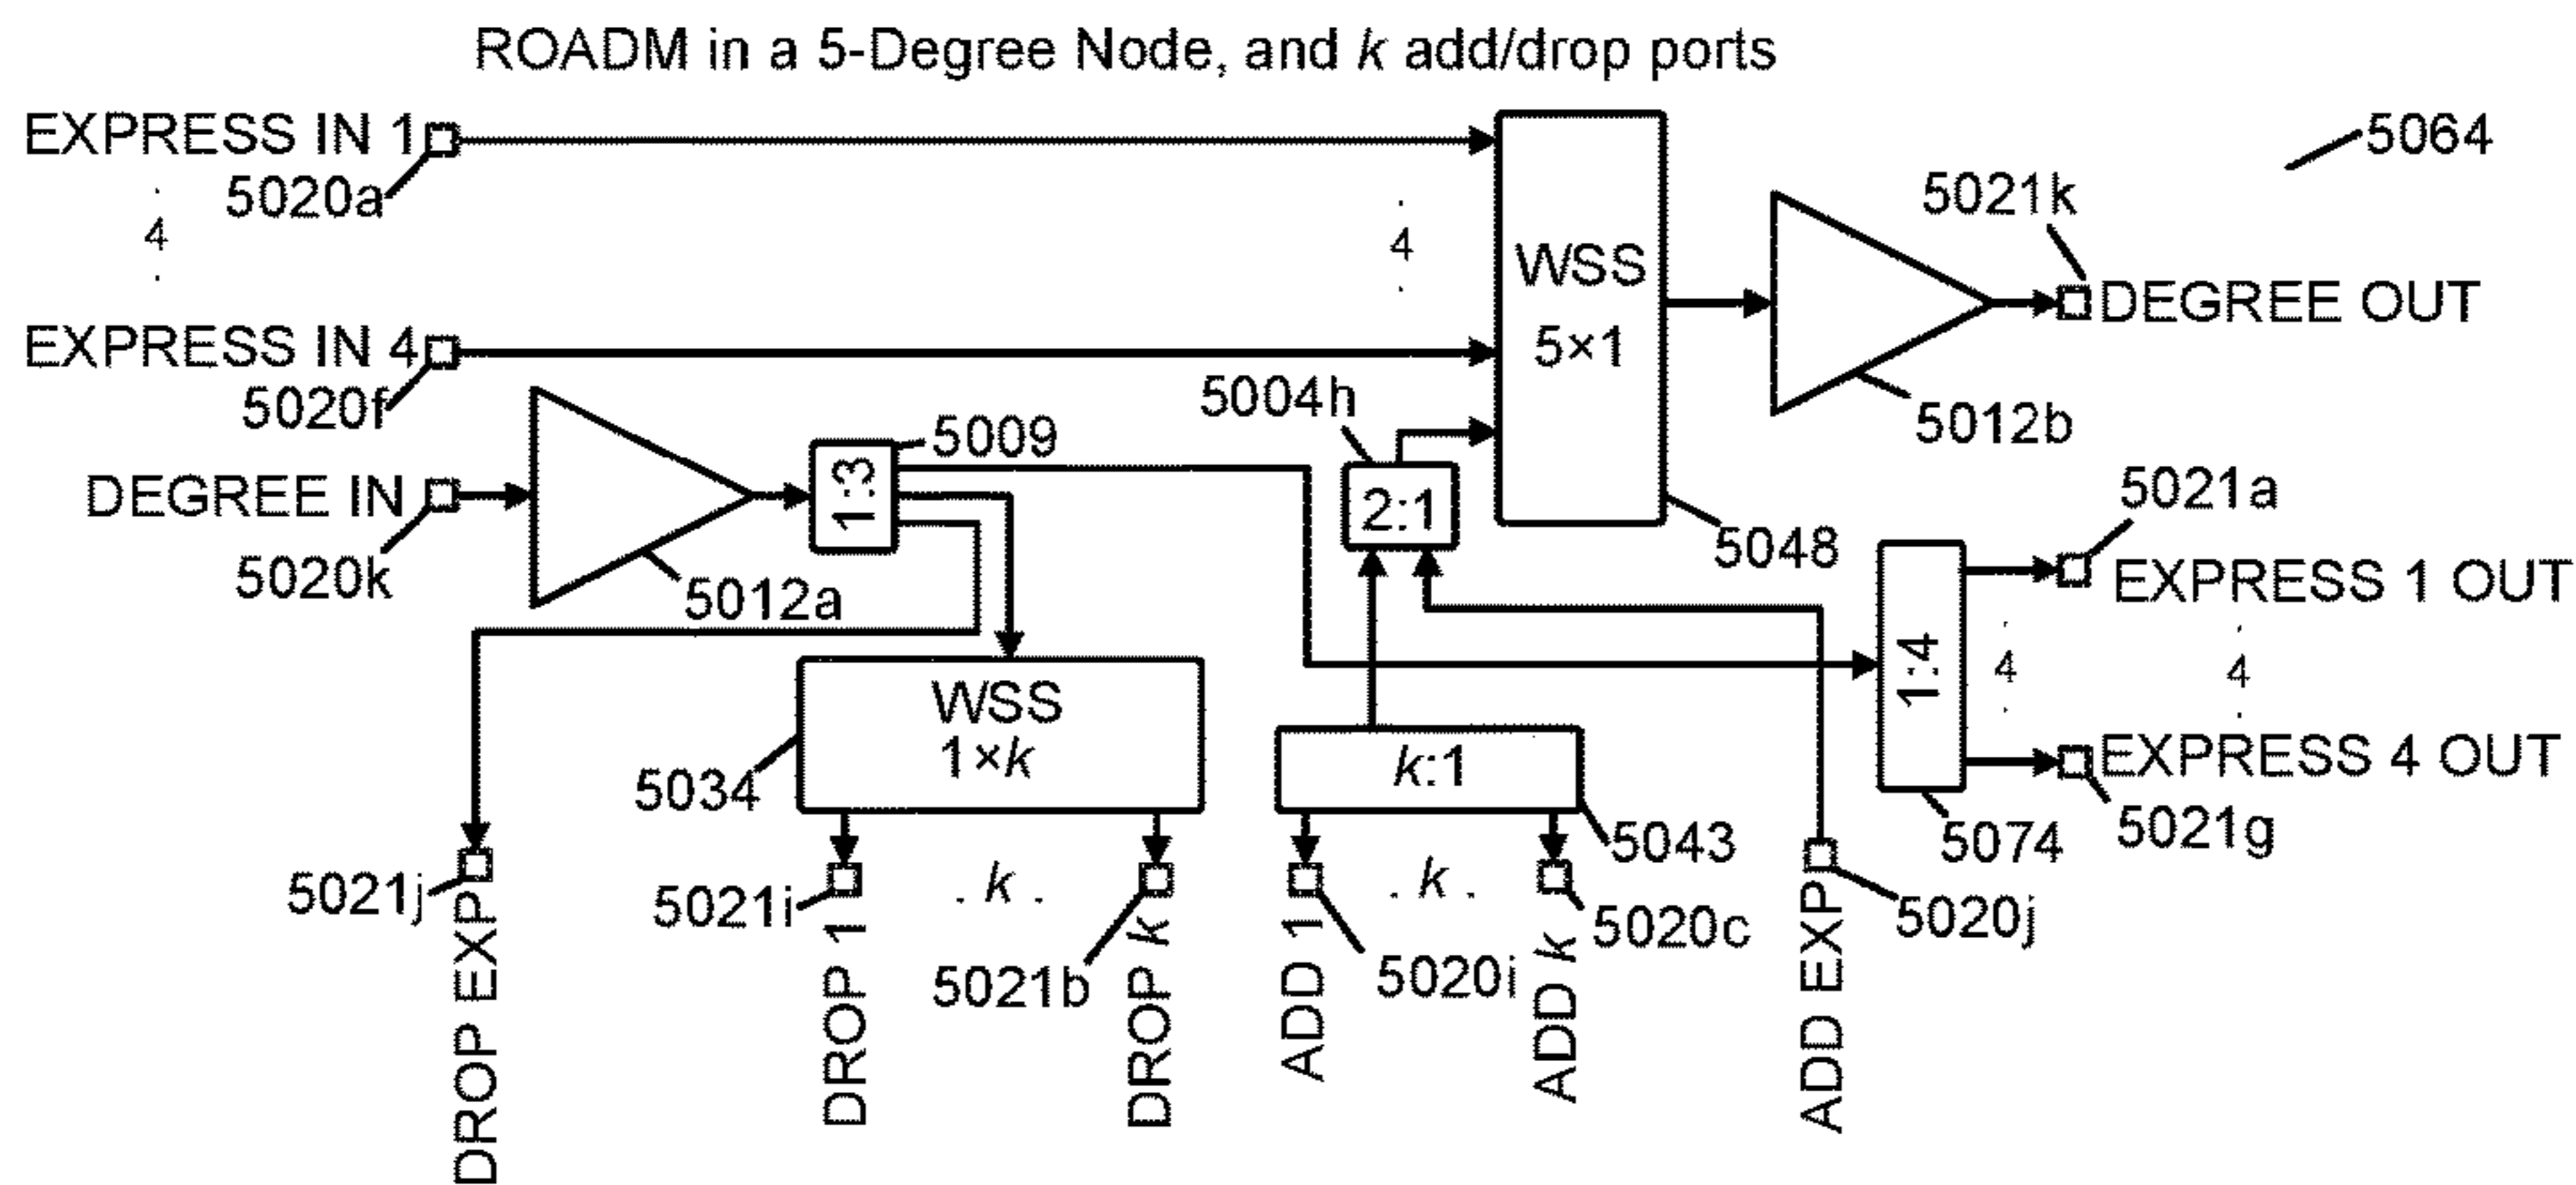 ROADM in a 5-Degree Node, and k add/drop ports
EXPRESS IN 1
5020a
. 4 .
EXPRESS IN 4
5020f
DEGREE IN
5020k
5012a
1:3
5009
. 4 .
WSS
5×1
5048
5004h
2:1
5012b
5021k
DEGREE OUT
5064
5021a
EXPRESS 1 OUT
. 4 .
. 4 .
EXPRESS 4 OUT
5021g
1:4
5074
WSS
1×k
5034
k:1
5043
5021j
DROP EXP
5021i
DROP 1
. k .
5021b
DROP k
ADD 1
5020i
. k .
ADD k
5020c
ADD EXP
5020j